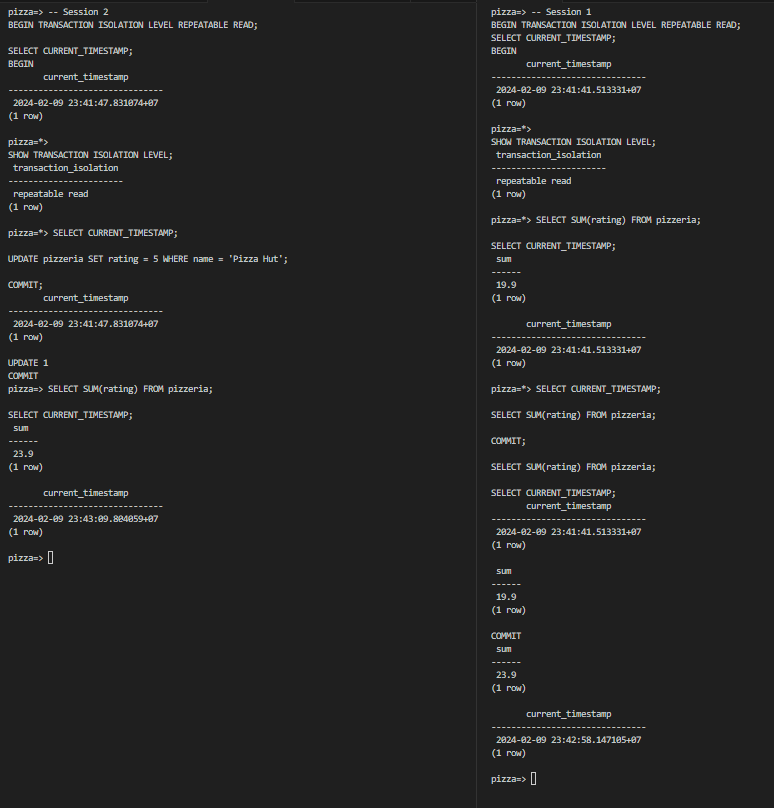 pizza=> -- Session 2
BEGIN TRANSACTION ISOLATION LEVEL REPEATABLE READ;
SELECT CURRENT_TIMESTAMP;
BEGIN
current_timestamp
-------------------------------
2024-02-09 23:41:47.831074+07
(1 row)
pizza=*>
SHOW TRANSACTION ISOLATION LEVEL;
transaction_isolation
-----------------------
repeatable read
(1 row)
pizza=*> SELECT CURRENT_TIMESTAMP;
UPDATE pizzeria SET rating = 5 WHERE name = 'Pizza Hut';
COMMIT;
current_timestamp
-------------------------------
2024-02-09 23:41:47.831074+07
(1 row)
UPDATE 1
COMMIT
pizza=> SELECT SUM(rating) FROM pizzeria;
SELECT CURRENT_TIMESTAMP;
sum
------
23.9
(1 row)
current_timestamp
-------------------------------
2024-02-09 23:43:09.804059+07
(1 row)
pizza=>
pizza=> -- Session 1
BEGIN TRANSACTION ISOLATION LEVEL REPEATABLE READ;
SELECT CURRENT_TIMESTAMP;
BEGIN
current_timestamp
-------------------------------
2024-02-09 23:41:41.513331+07
(1 row)
pizza=*>
SHOW TRANSACTION ISOLATION LEVEL;
transaction_isolation
-----------------------
repeatable read
(1 row)
pizza=*> SELECT SUM(rating) FROM pizzeria;
SELECT CURRENT_TIMESTAMP;
sum
------
19.9
(1 row)
current_timestamp
-------------------------------
2024-02-09 23:41:41.513331+07
(1 row)
pizza=*> SELECT CURRENT_TIMESTAMP;
SELECT SUM(rating) FROM pizzeria;
COMMIT;
SELECT SUM(rating) FROM pizzeria;
SELECT CURRENT_TIMESTAMP;
current_timestamp
-------------------------------
2024-02-09 23:41:41.513331+07
(1 row)
sum
------
19.9
(1 row)
COMMIT
sum
------
23.9
(1 row)
current_timestamp
-------------------------------
2024-02-09 23:42:58.147105+07
(1 row)
pizza=>